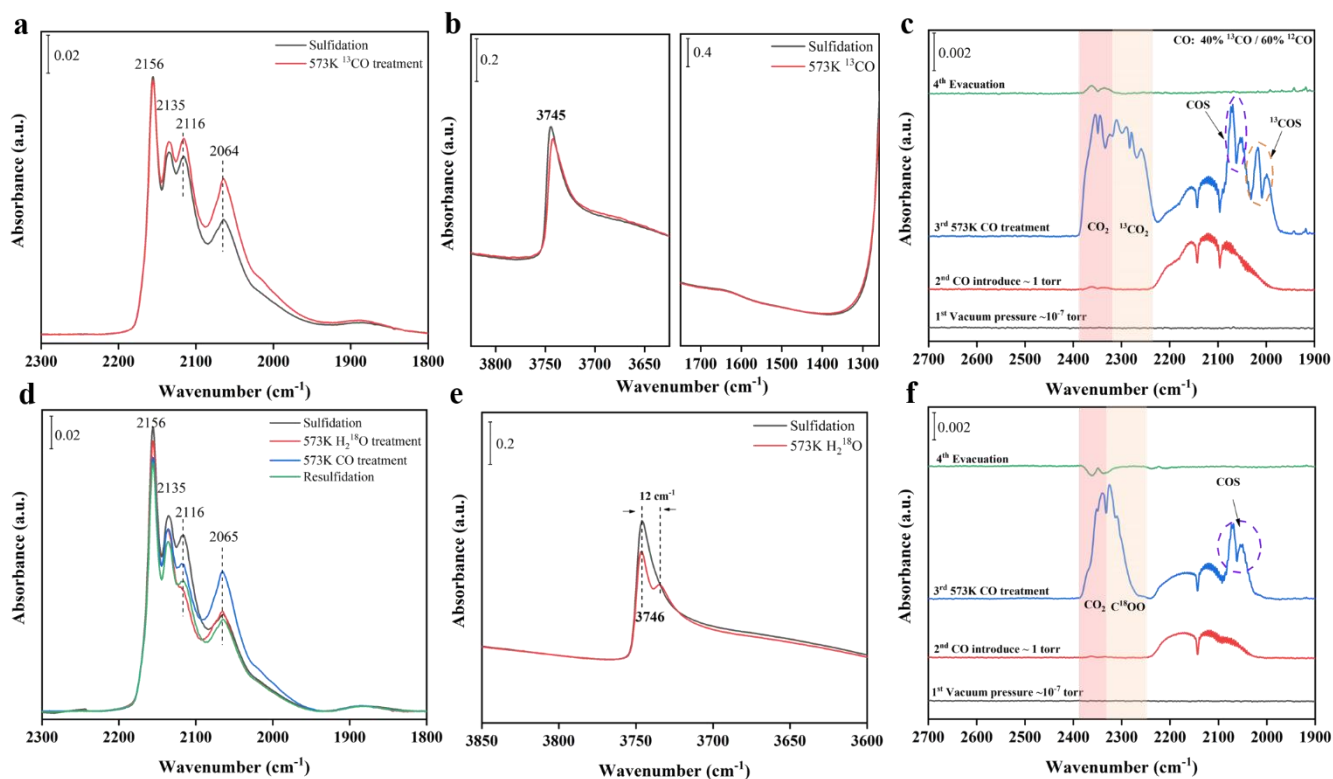 a
0.02
Sulfidation
573K ¹³CO treatment
2156
2135
2116
2064
Absorbance (a.u.)
2300 2200 2100 2000 1900 1800
Wavenumber (cm⁻¹)
b
0.2
Sulfidation
573K ¹³CO
0.4
3745
Absorbance (a.u.)
3745 3700 3650
1700 1600 1500 1400 1300
Wavenumber (cm⁻¹)
c
CO: 40% ¹³CO / 60% ¹²CO
0.002
4ᵗʰ Evacuation
COS
¹³COS
3ʳᵈ 573K CO treatment
CO₂
¹³CO₂
2ⁿᵈ CO introduce ~ 1 torr
1ˢᵗ Vacuum pressure ~10⁻⁷ torr
Absorbance (a.u.)
2700 2600 2500 2400 2300 2200 2100 2000 1900
Wavenumber (cm⁻¹)
d
0.02
2156
Sulfidation
573K H₂¹⁸O treatment
573K CO treatment
Resulfidation
2135
2116
2065
Absorbance (a.u.)
2300 2200 2100 2000 1900 1800
Wavenumber (cm⁻¹)
e
0.2
Sulfidation
573K H₂¹⁸O
12 cm⁻¹
3746
Absorbance (a.u.)
3850 3800 3750 3700 3650 3600
Wavenumber (cm⁻¹)
f
0.002
4ᵗʰ Evacuation
COS
3ʳᵈ 573K CO treatment
CO₂
C¹⁸OO
2ⁿᵈ CO introduce ~ 1 torr
1ˢᵗ Vacuum pressure ~10⁻⁷ torr
Absorbance (a.u.)
2700 2600 2500 2400 2300 2200 2100 2000 1900
Wavenumber (cm⁻¹)